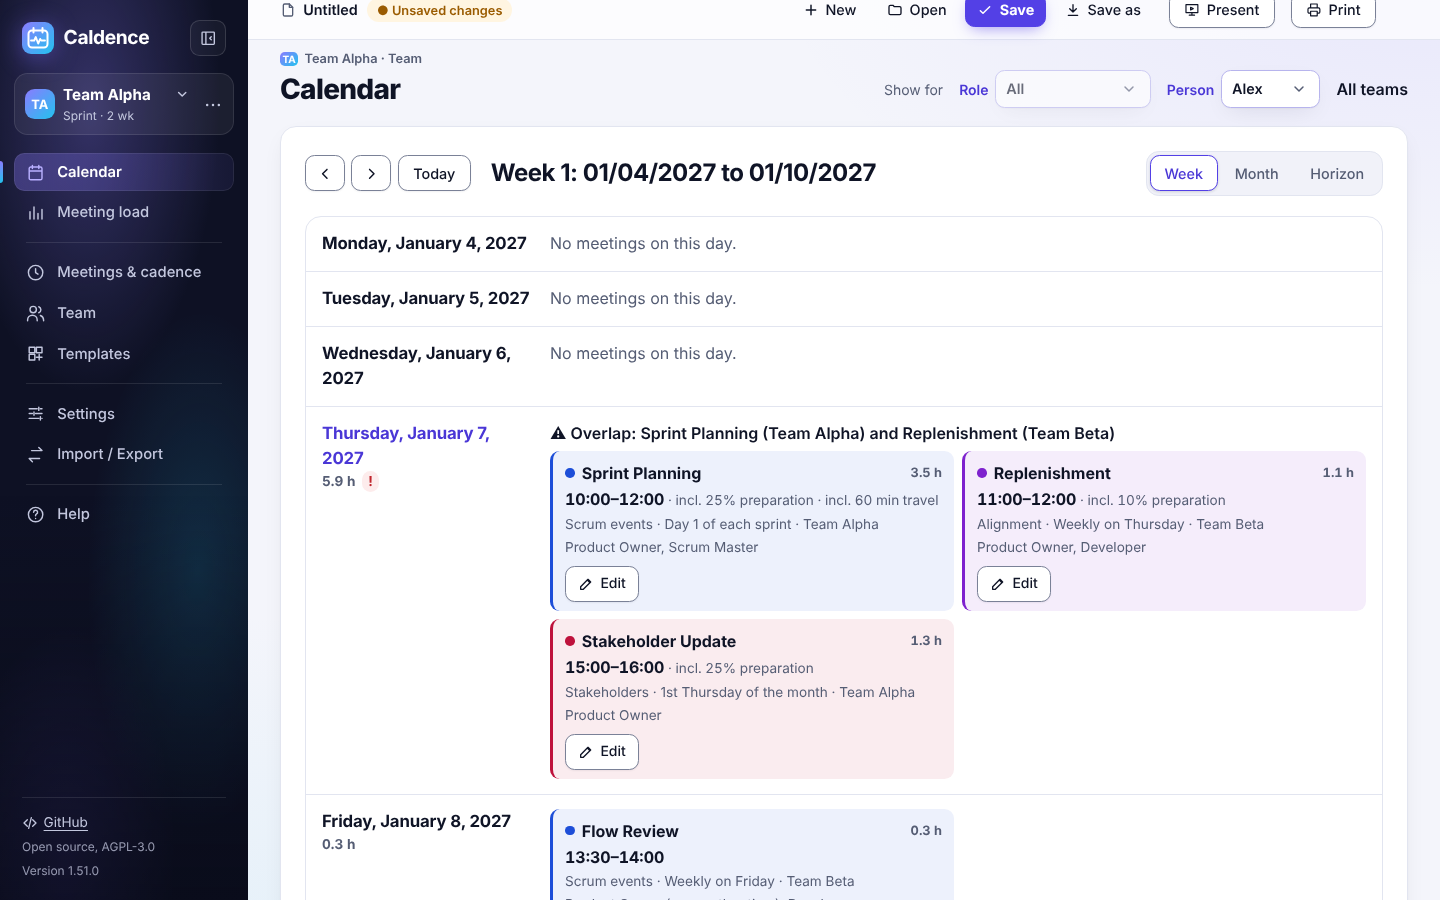 Caldence
TA
Team Alpha
Sprint · 2 wk
Calendar
Meeting load
Meetings & cadence
Team
Templates
Settings
Import / Export
Help
GitHub
Open source, AGPL-3.0
Version 1.51.0
Untitled
Unsaved changes
New
Open
Save
Save as
Present
Print
TA Team Alpha · Team
Calendar
Show for
Role
All
Person
Alex
All teams
Today
Week 1: 01/04/2027 to 01/10/2027
Week
Month
Horizon
Monday, January 4, 2027
No meetings on this day.
Tuesday, January 5, 2027
No meetings on this day.
Wednesday, January 6,
2027
No meetings on this day.
Thursday, January 7,
2027
5.9 h !
Overlap: Sprint Planning (Team Alpha) and Replenishment (Team Beta)
Sprint Planning 3.5 h
10:00–12:00 · incl. 25% preparation · incl. 60 min travel
Scrum events · Day 1 of each sprint · Team Alpha
Product Owner, Scrum Master
Edit
Replenishment 1.1 h
11:00–12:00 · incl. 10% preparation
Alignment · Weekly on Thursday · Team Beta
Product Owner, Developer
Edit
Stakeholder Update 1.3 h
15:00–16:00 · incl. 25% preparation
Stakeholders · 1st Thursday of the month · Team Alpha
Product Owner
Edit
Friday, January 8, 2027
0.3 h
Flow Review 0.3 h
13:30–14:00
Scrum events · Weekly on Friday · Team Beta